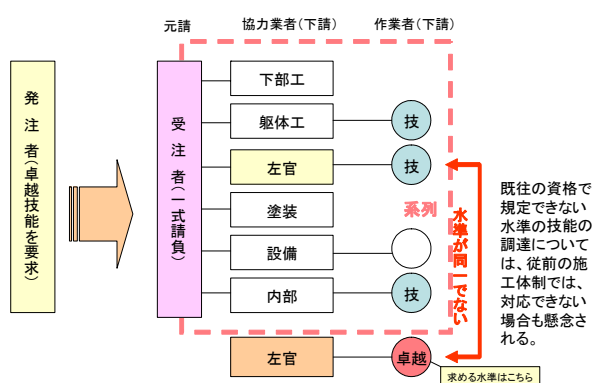 元請
協力業者(下請)
作業者(下請)
発注者(卓越技能を要求)
受注者(一式請負)
下部工
躯体工
技
左官
技
塗装
系列
設備
内部
技
水準が同一でない
既往の資格で
規定できない
水準の技能の
調達について
は、従前の施
工体制では、
対応できない
場合も懸念さ
れる。
左官
卓越
求める水準はこちら